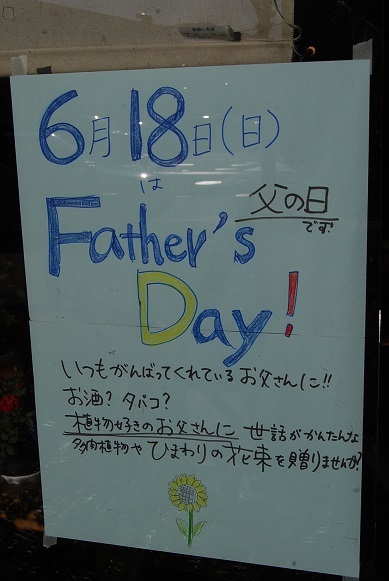 6月18日(日)
は
Father's
父の日
です!
Day!
いつもがんばってくれているお父さんに!!
お酒? タバコ?
植物好きのお父さんに 世話がかんたんな
多肉植物や ひまわりの花束を贈りませんか?